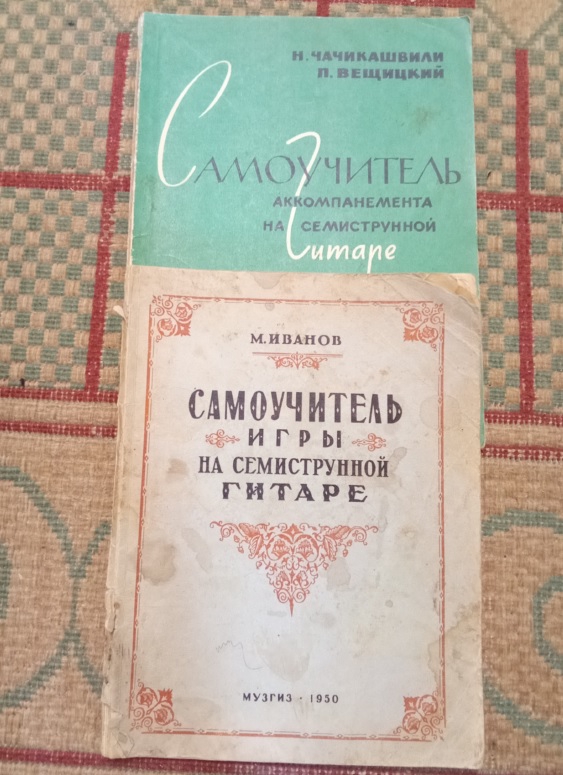 Н. ЧАЧИКАШВИЛИ
П. ВЕЩИЦКИЙ
САМОУЧИТЕЛЬ
АККОМПАНЕМЕНТА
НА СЕМИСТРУННОЙ
Гитаре
М. ИВАНОВ
САМОУЧИТЕЛЬ
ИГРЫ
НА СЕМИСТРУННОЙ
ГИТАРЕ
МУЗГИЗ · 1950